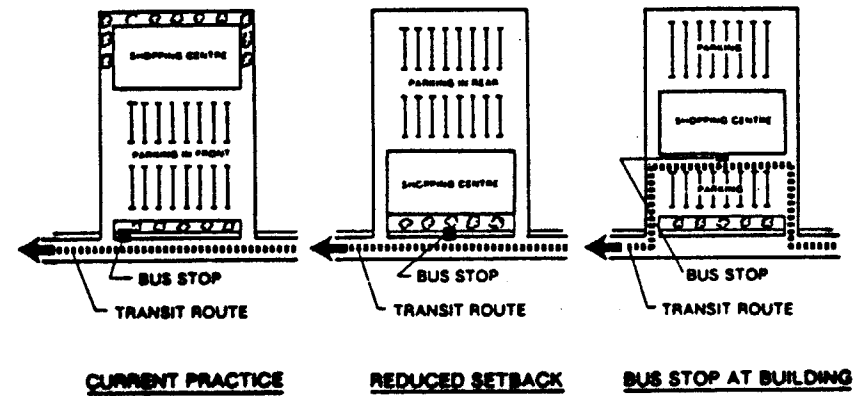 SHOPPING CENTRE
PARKING IN FRONT
BUS STOP
TRANSIT ROUTE
CURRENT PRACTICE
PARKING IN REAR
SHOPPING CENTRE
BUS STOP
TRANSIT ROUTE
REDUCED SETBACK
PARKING
SHOPPING CENTRE
PARKING
BUS STOP
TRANSIT ROUTE
BUS STOP AT BUILDING